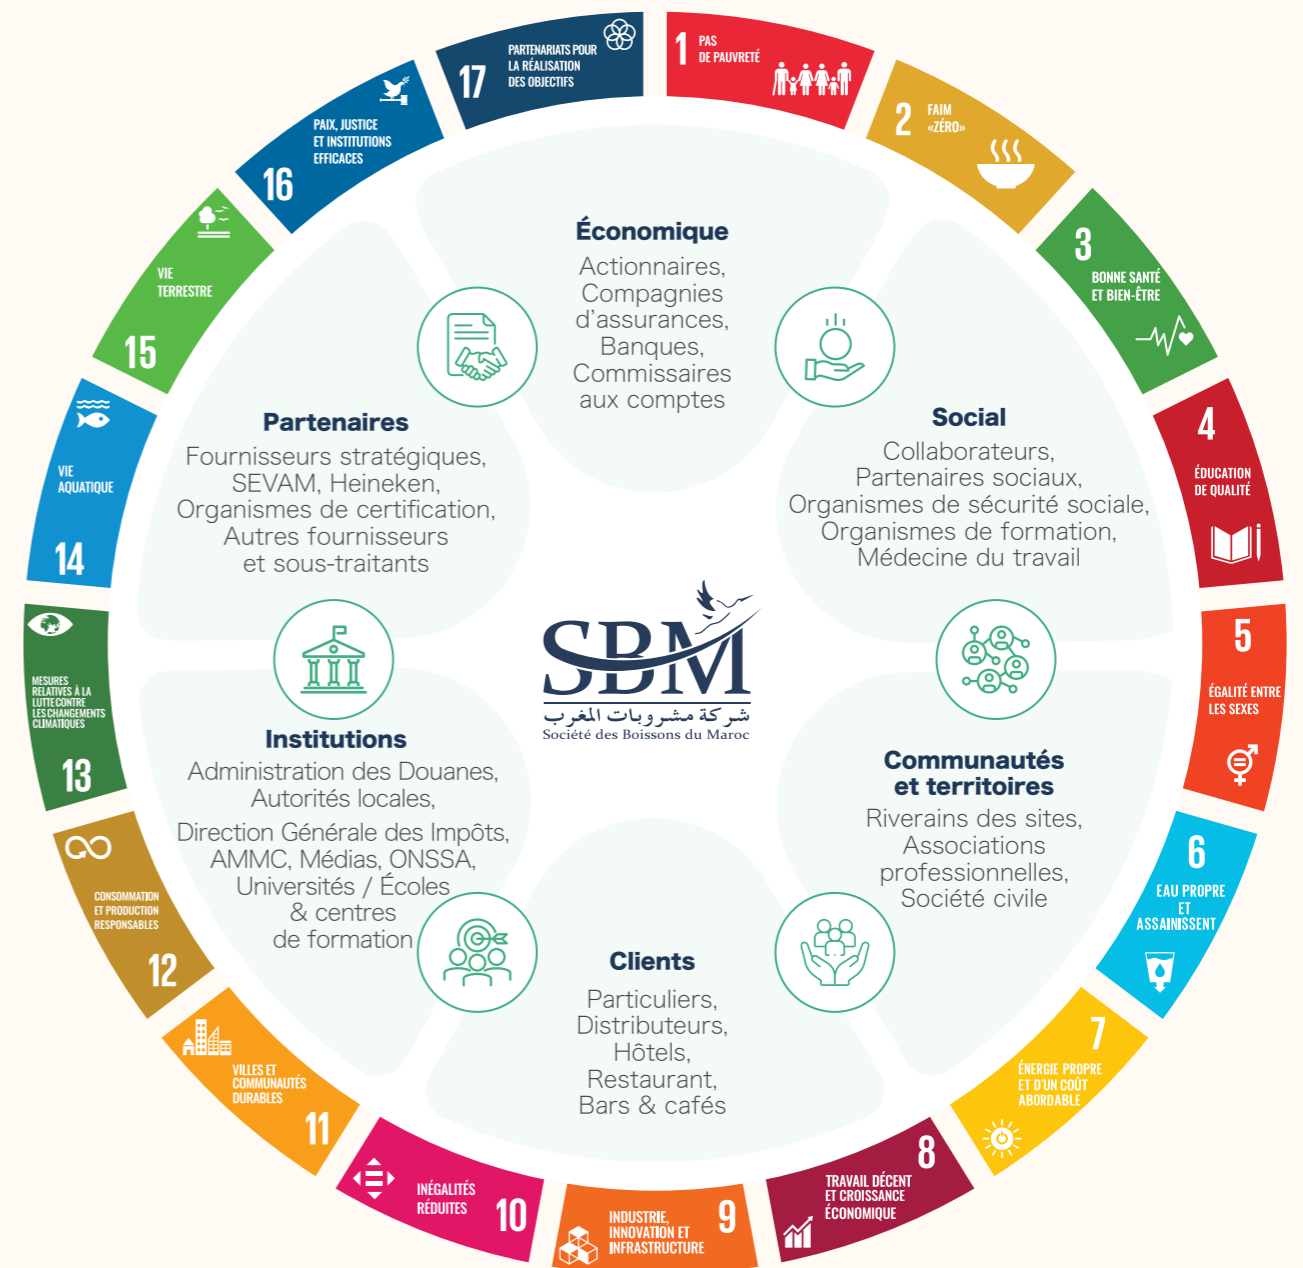 1
PAS
DE PAUVRETÉ
2
FAIM
«ZÉRO»
3
BONNE SANTÉ
ET BIEN-ÊTRE
4
ÉDUCATION
DE QUALITÉ
5
ÉGALITÉ ENTRE
LES SEXES
6
EAU PROPRE
ET
ASSAINISSENT
7
ÉNERGIE PROPRE
ET D'UN COÛT
ABORDABLE
8
TRAVAIL DÉCENT
ET CROISSANCE
ÉCONOMIQUE
9
INDUSTRIE,
INNOVATION ET
INFRASTRUCTURE
10
INÉGALITÉS
RÉDUITES
11
VILLES ET
COMMUNAUTÉS
DURABLES
12
CONSOMMATION
ET PRODUCTION
RESPONSABLES
13
MESURES
RELATIVES À LA
LUTTE CONTRE
LES CHANGEMENTS
CLIMATIQUES
14
VIE
AQUATIQUE
15
VIE
TERRESTRE
16
PAIX, JUSTICE
ET INSTITUTIONS
EFFICACES
17
PARTENARIATS POUR
LA RÉALISATION
DES OBJECTIFS
Économique
Actionnaires,
Compagnies
d'assurances,
Banques,
Commissaires
aux comptes
Social
Collaborateurs,
Partenaires sociaux,
Organismes de sécurité sociale,
Organismes de formation,
Médecine du travail
Communautés
et territoires
Riverains des sites,
Associations
professionnelles,
Société civile
Clients
Particuliers,
Distributeurs,
Hôtels,
Restaurant,
Bars & cafés
Institutions
Administration des Douanes,
Autorités locales,
Direction Générale des Impôts,
AMMC, Médias, ONSSA,
Universités / Écoles
& centres
de formation
Partenaires
Fournisseurs stratégiques,
SEVAM, Heineken,
Organismes de certification,
Autres fournisseurs
et sous-traitants
SBM
شركة مشروبات المغرب
Société des Boissons du Maroc